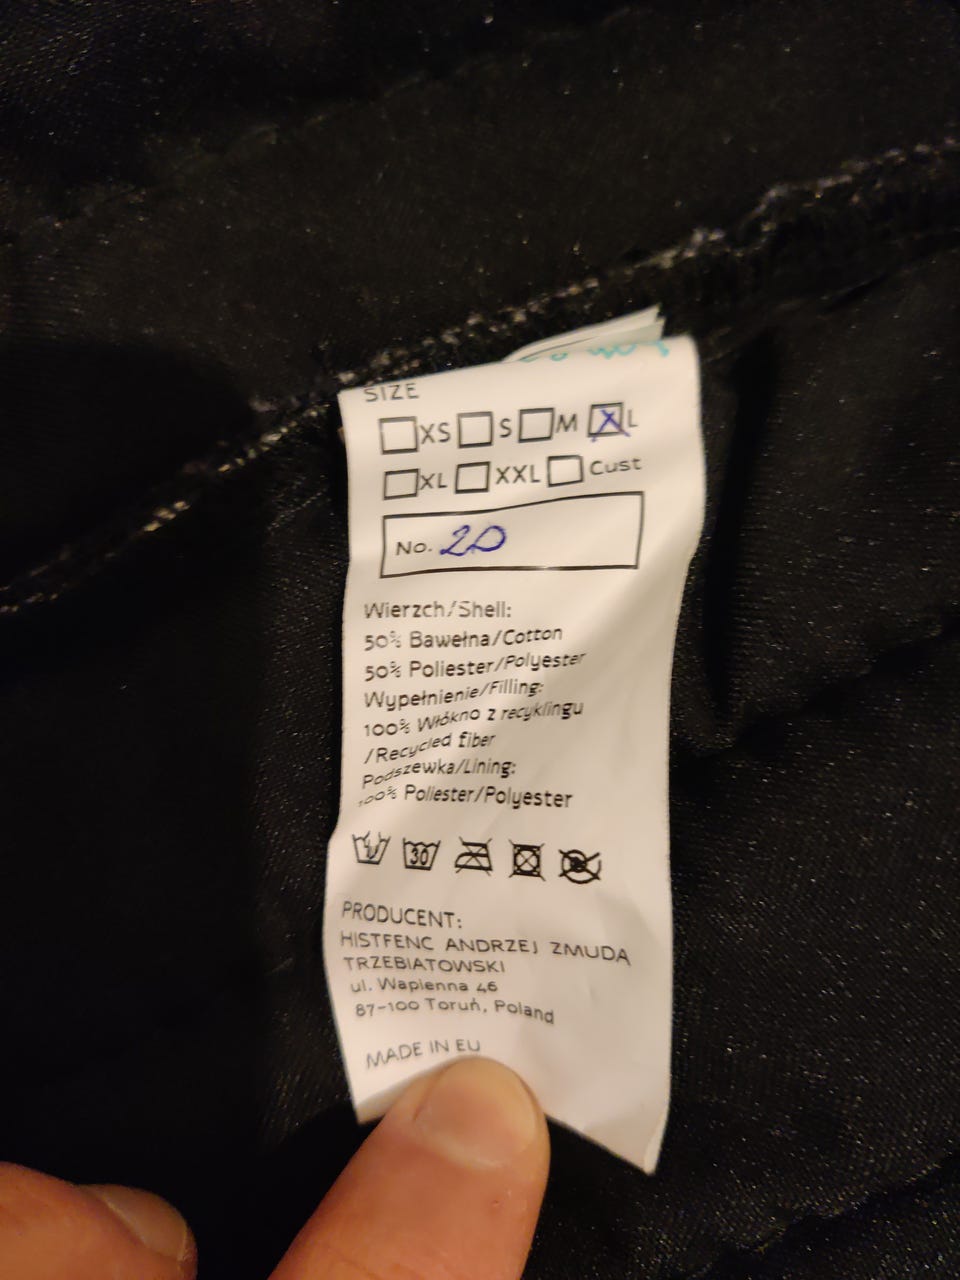 SIZE
XS S M L
XL XXL Cust
No. 20
Wierzch/Shell:
50% Bawełna/Cotton
50% Poliester/Polyester
Wypełnienie/Filling:
100% Włókno z recyklingu
/Recycled fiber
Podszewka/Lining:
100% Poliester/Polyester
30
PRODUCENT:
HISTFENC ANDRZEJ ZMUDA
TRZEBIATOWSKI
ul. Wapienna 46
87-100 Toruń, Poland
MADE IN EU